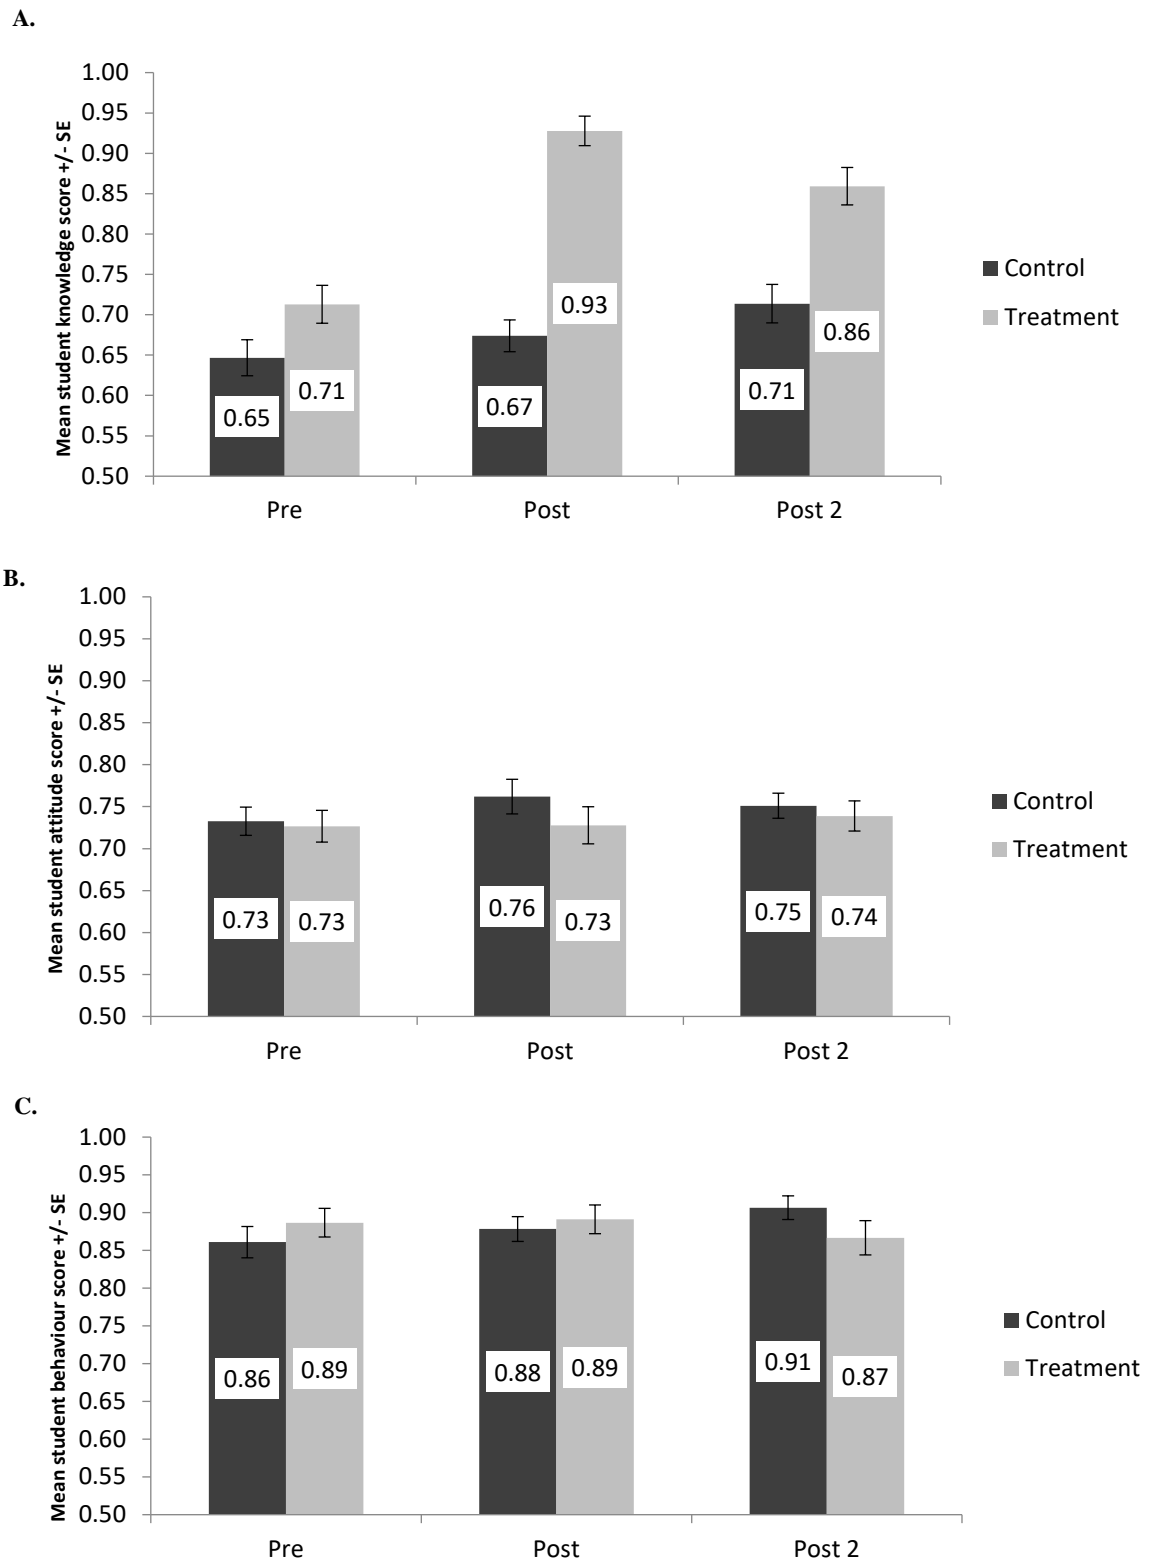 A.
Mean student knowledge score +/- SE
1.00
0.95
0.90
0.85
0.80
0.75
0.70
0.65
0.60
0.55
0.50
0.65
0.71
0.67
0.93
0.71
0.86
Pre
Post
Post 2
Control
Treatment
B.
Mean student attitude score +/- SE
1.00
0.95
0.90
0.85
0.80
0.75
0.70
0.65
0.60
0.55
0.50
0.73
0.73
0.76
0.73
0.75
0.74
Pre
Post
Post 2
Control
Treatment
C.
Mean student behaviour score +/- SE
1.00
0.95
0.90
0.85
0.80
0.75
0.70
0.65
0.60
0.55
0.50
0.86
0.89
0.88
0.89
0.91
0.87
Pre
Post
Post 2
Control
Treatment